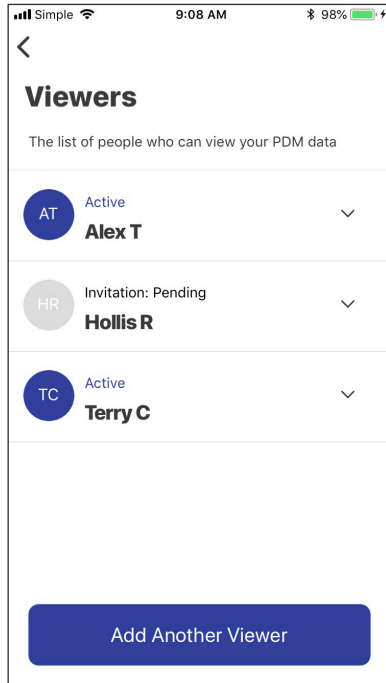 Simple 9:08 AM 98%
Viewers
The list of people who can view your PDM data
AT
Active
Alex T
HR
Invitation: Pending
Hollis R
TC
Active
Terry C
Add Another Viewer